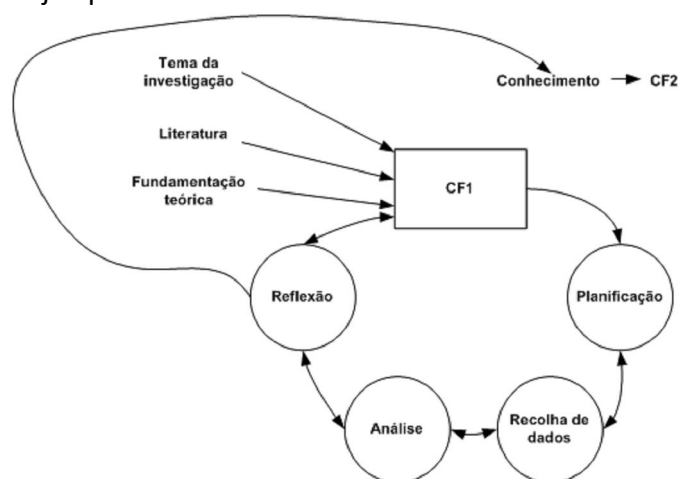 Tema da
investigação
Conhecimento
CF2
Literatura
CF1
Fundamentação
teórica
Reflexão
Planificação
Análise
Recolha de
dados